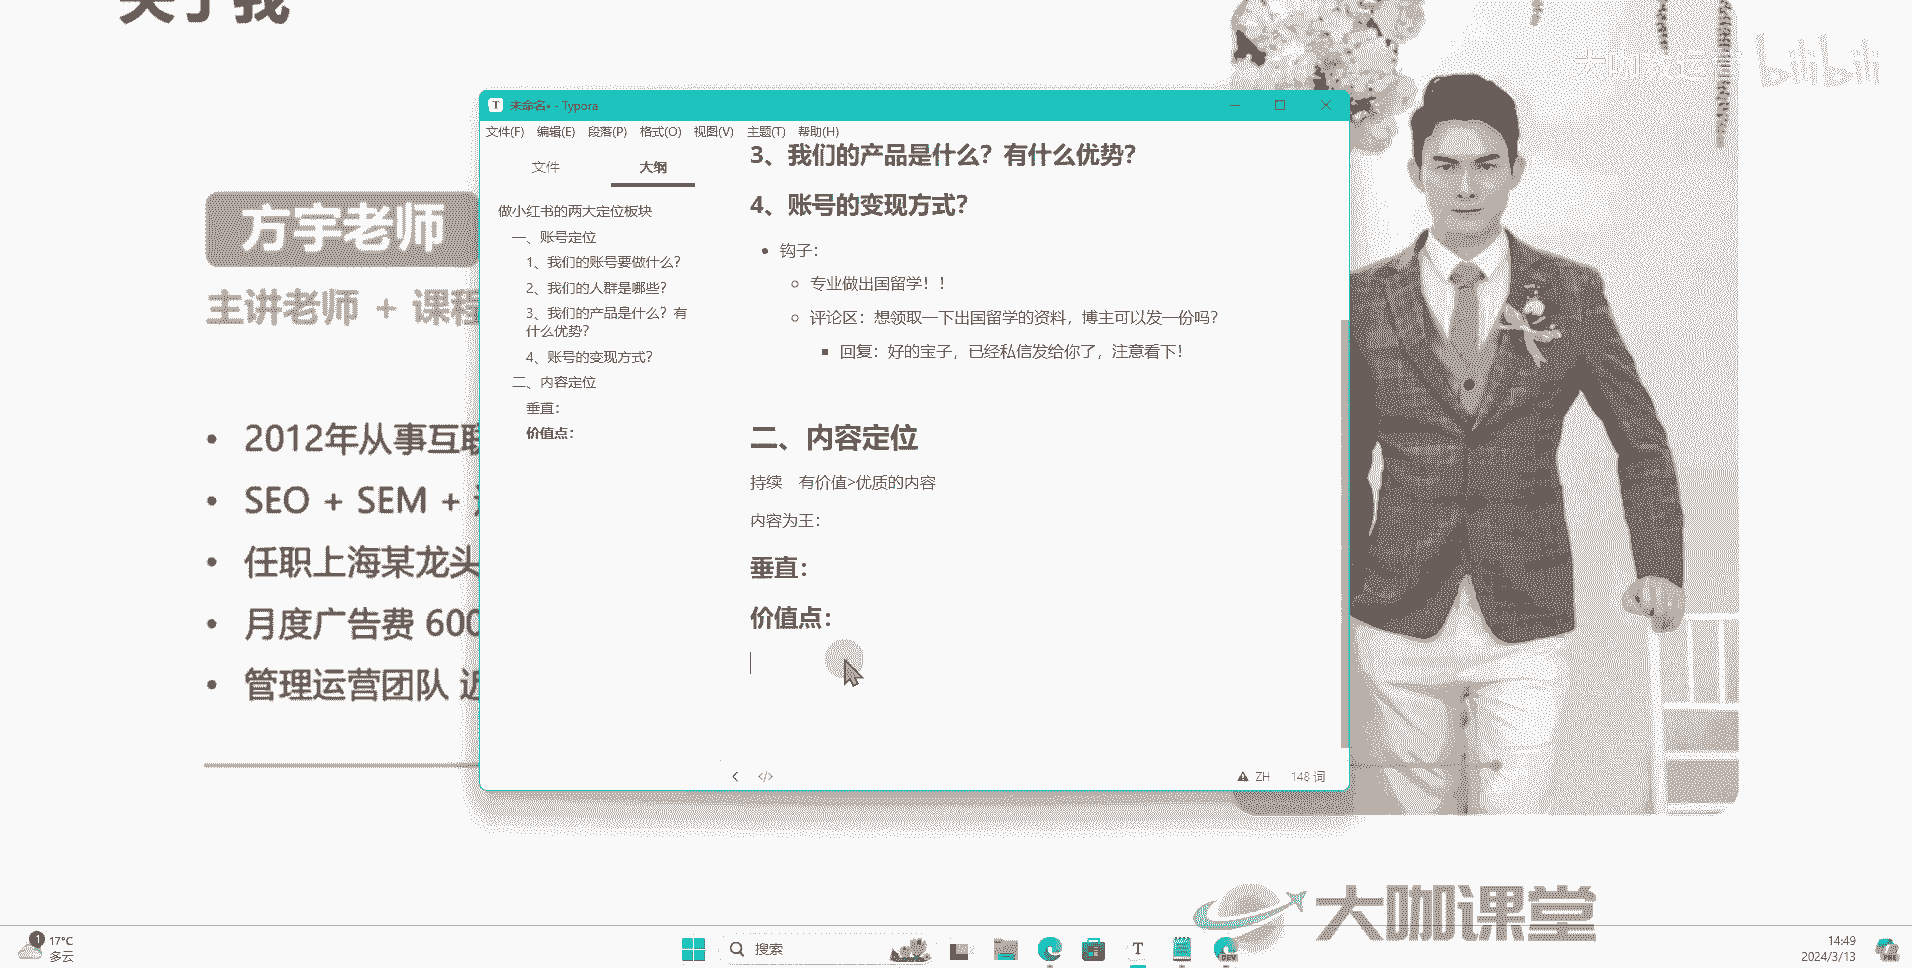 关于我
bilibili
方宇老师
主讲老师 + 课程
2012年从事互联
SEO + SEM +
任职上海某龙头
月度广告费 600
管理运营团队 近
未命名• - Typora
文件(F) 编辑(E) 段落(P) 格式(O) 视图(V) 主题(T) 帮助(H)
文件 大纲
做小红书的两大定位板块
一、账号定位
1、我们的账号要做什么?
2、我们的人群是哪些?
3、我们的产品是什么?有
什么优势?
4、账号的变现方式?
二、内容定位
垂直:
价值点:
3、我们的产品是什么?有什么优势?
4、账号的变现方式?
钩子:
专业做出国留学!!
评论区:想领取一下出国留学的资料,博主可以发一份吗?
回复:好的宝子,已经私信发给你了,注意看下!
二、内容定位
持续 有价值>优质的内容
内容为王:
垂直:
价值点:
ZH 148 词
大咖课堂
1
17°C
多云
搜索
T
DEV
14:49
2024/3/13
PRE